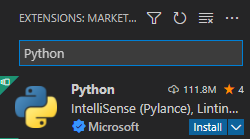 EXTENSIONS: MARKET...
Python
Python 111.8M 4
IntelliSense (Pylance), Lintin...
Microsoft Install